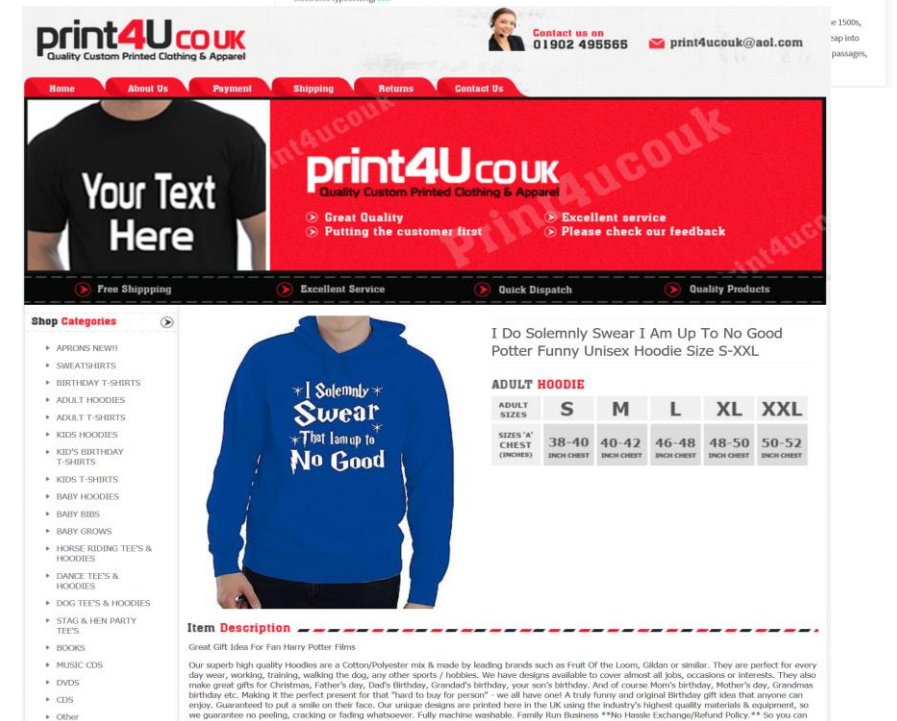 e 1500s,
eap into
passages,
print4U CO UK
Quality Custom Printed Clothing & Apparel
Contact us on
01902 495565
print4ucouk@aol.com
Home
About Us
Payment
Shipping
Returns
Contact Us
Your Text
Here
print4ucouk
print4U CO UK
Quality Custom Printed Clothing & Apparel
Great Quality
Excellent service
Putting the customer first
Please check our feedback
Free Shippping
Excellent Service
Quick Dispatch
Quality Products
Shop Categories
APRONS NEW!!
SWEATSHIRTS
BIRTHDAY T-SHIRTS
ADULT HOODIES
ADULT T-SHIRTS
KIDS HOODIES
KID'S BIRTHDAY
T-SHIRTS
KIDS T-SHIRTS
BABY HOODIES
BABY BIBS
BABY GROWS
HORSE RIDING TEE'S &
HOODIES
DANCE TEE'S &
HOODIES
DOG TEE'S & HOODIES
STAG & HEN PARTY
TEE'S
BOOKS
MUSIC CDS
DVDS
CDS
Other
I Solemnly
Swear
That I am up to
No Good
I Do Solemnly Swear I Am Up To No Good
Potter Funny Unisex Hoodie Size S-XXL
ADULT HOODIE
ADULT SIZES S M L XL XXL
SIZES 'A' CHEST (INCHES) 38-40 40-42 46-48 48-50 50-52
INCH CHEST INCH CHEST INCH CHEST INCH CHEST INCH CHEST
Item Description
Great Gift Idea For Fan Harry Potter Films
Our superb high quality Hoodies are a Cotton/Polyester mix & made by leading brands such as Fruit Of the Loom, Gildan or similar. They are perfect for every
day wear, working, training, walking the dog, any other sports / hobbies. We have designs available to cover almost all jobs, occasions or interests. They also
make great gifts for Christmas, Father's day, Dad's Birthday, Grandad's birthday, your son's birthday. And of course Mom's birthday, Mother's day, Grandmas
birthday etc. Making it the perfect present for that "hard to buy for person" - we all have one! A truly funny and original Birthday gift idea that anyone can
enjoy. Guaranteed to put a smile on their face. Our unique designs are printed here in the UK using the industry's highest quality materials & equipment, so
we guarantee no peeling, cracking or fading whatsoever. Fully machine washable. Family Run Business **No Hassle Exchange/Refund Policy.** So you can